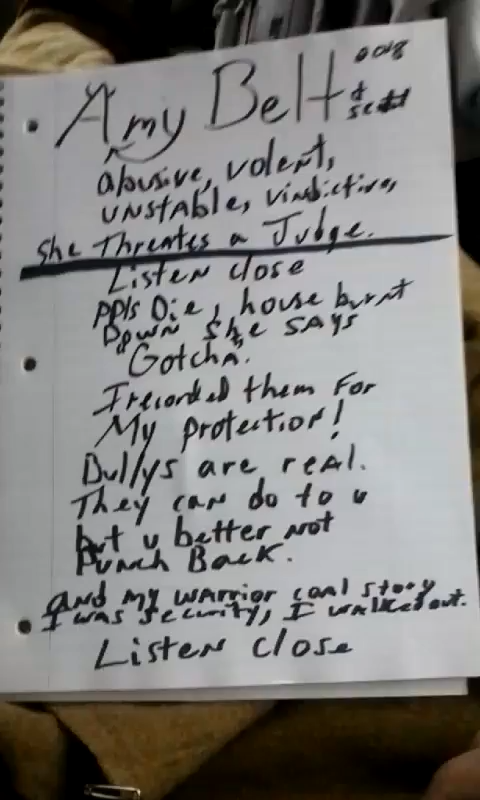 Amy Belt
& Scott
abusive, volent,
UNSTABLE, vindictive,
She Threates a Judge.
Listen close
ppls Die, house burnt
Down she says
"Gotcha".
I recorded them For
My protection!
Bullys are real.
They can do to u
but u better not
Punch Back.
and my warrior coal story
I was security, I walked out.
Listen close